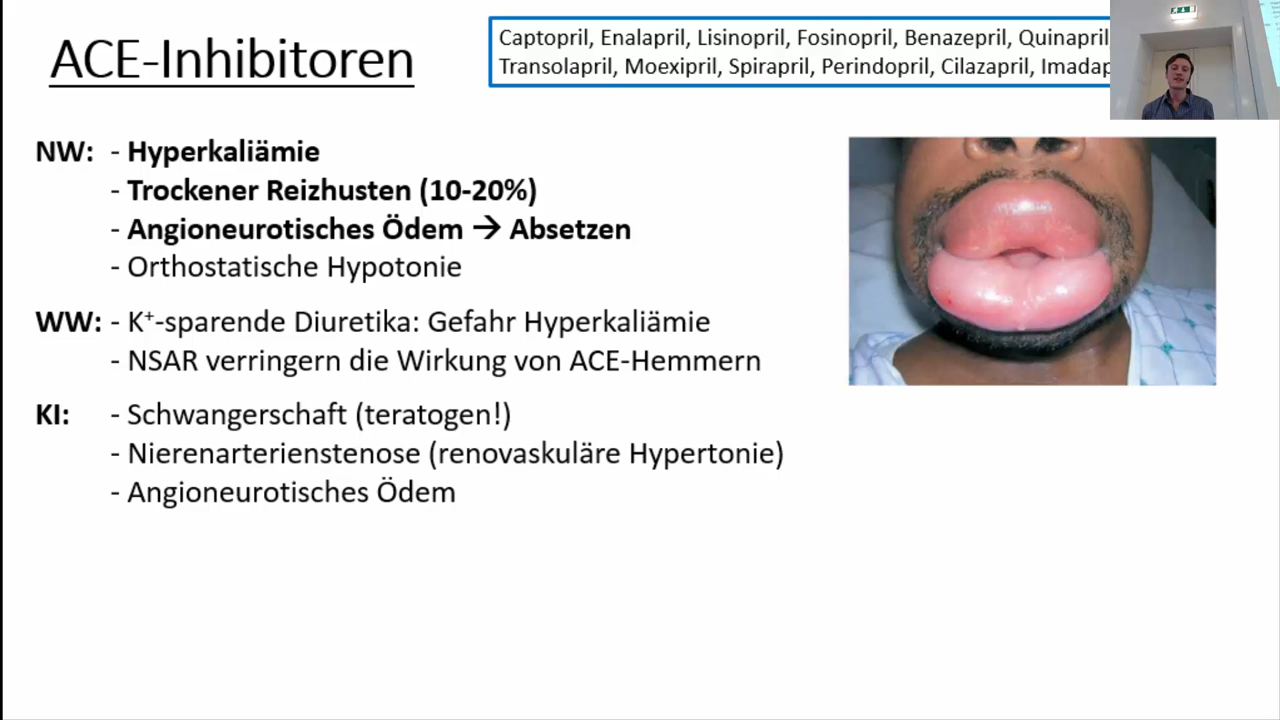 ACE-Inhibitoren
Captopril, Enalapril, Lisinopril, Fosinopril, Benazepril, Quinapril
Transolapril, Moexipril, Spirapril, Perindopril, Cilazapril,
NW: - Hyperkaliämie
- Trockener Reizhusten (10-20%)
- Angioneurotisches Ödem → Absetzen
- Orthostatische Hypotonie
WW: - K⁺-sparende Diuretika: Gefahr Hyperkaliämie
- NSAR verringern die Wirkung von ACE-Hemmern
KI: - Schwangerschaft (teratogen!)
- Nierenarterienstenose (renovaskuläre Hypertonie)
- Angioneurotisches Ödem